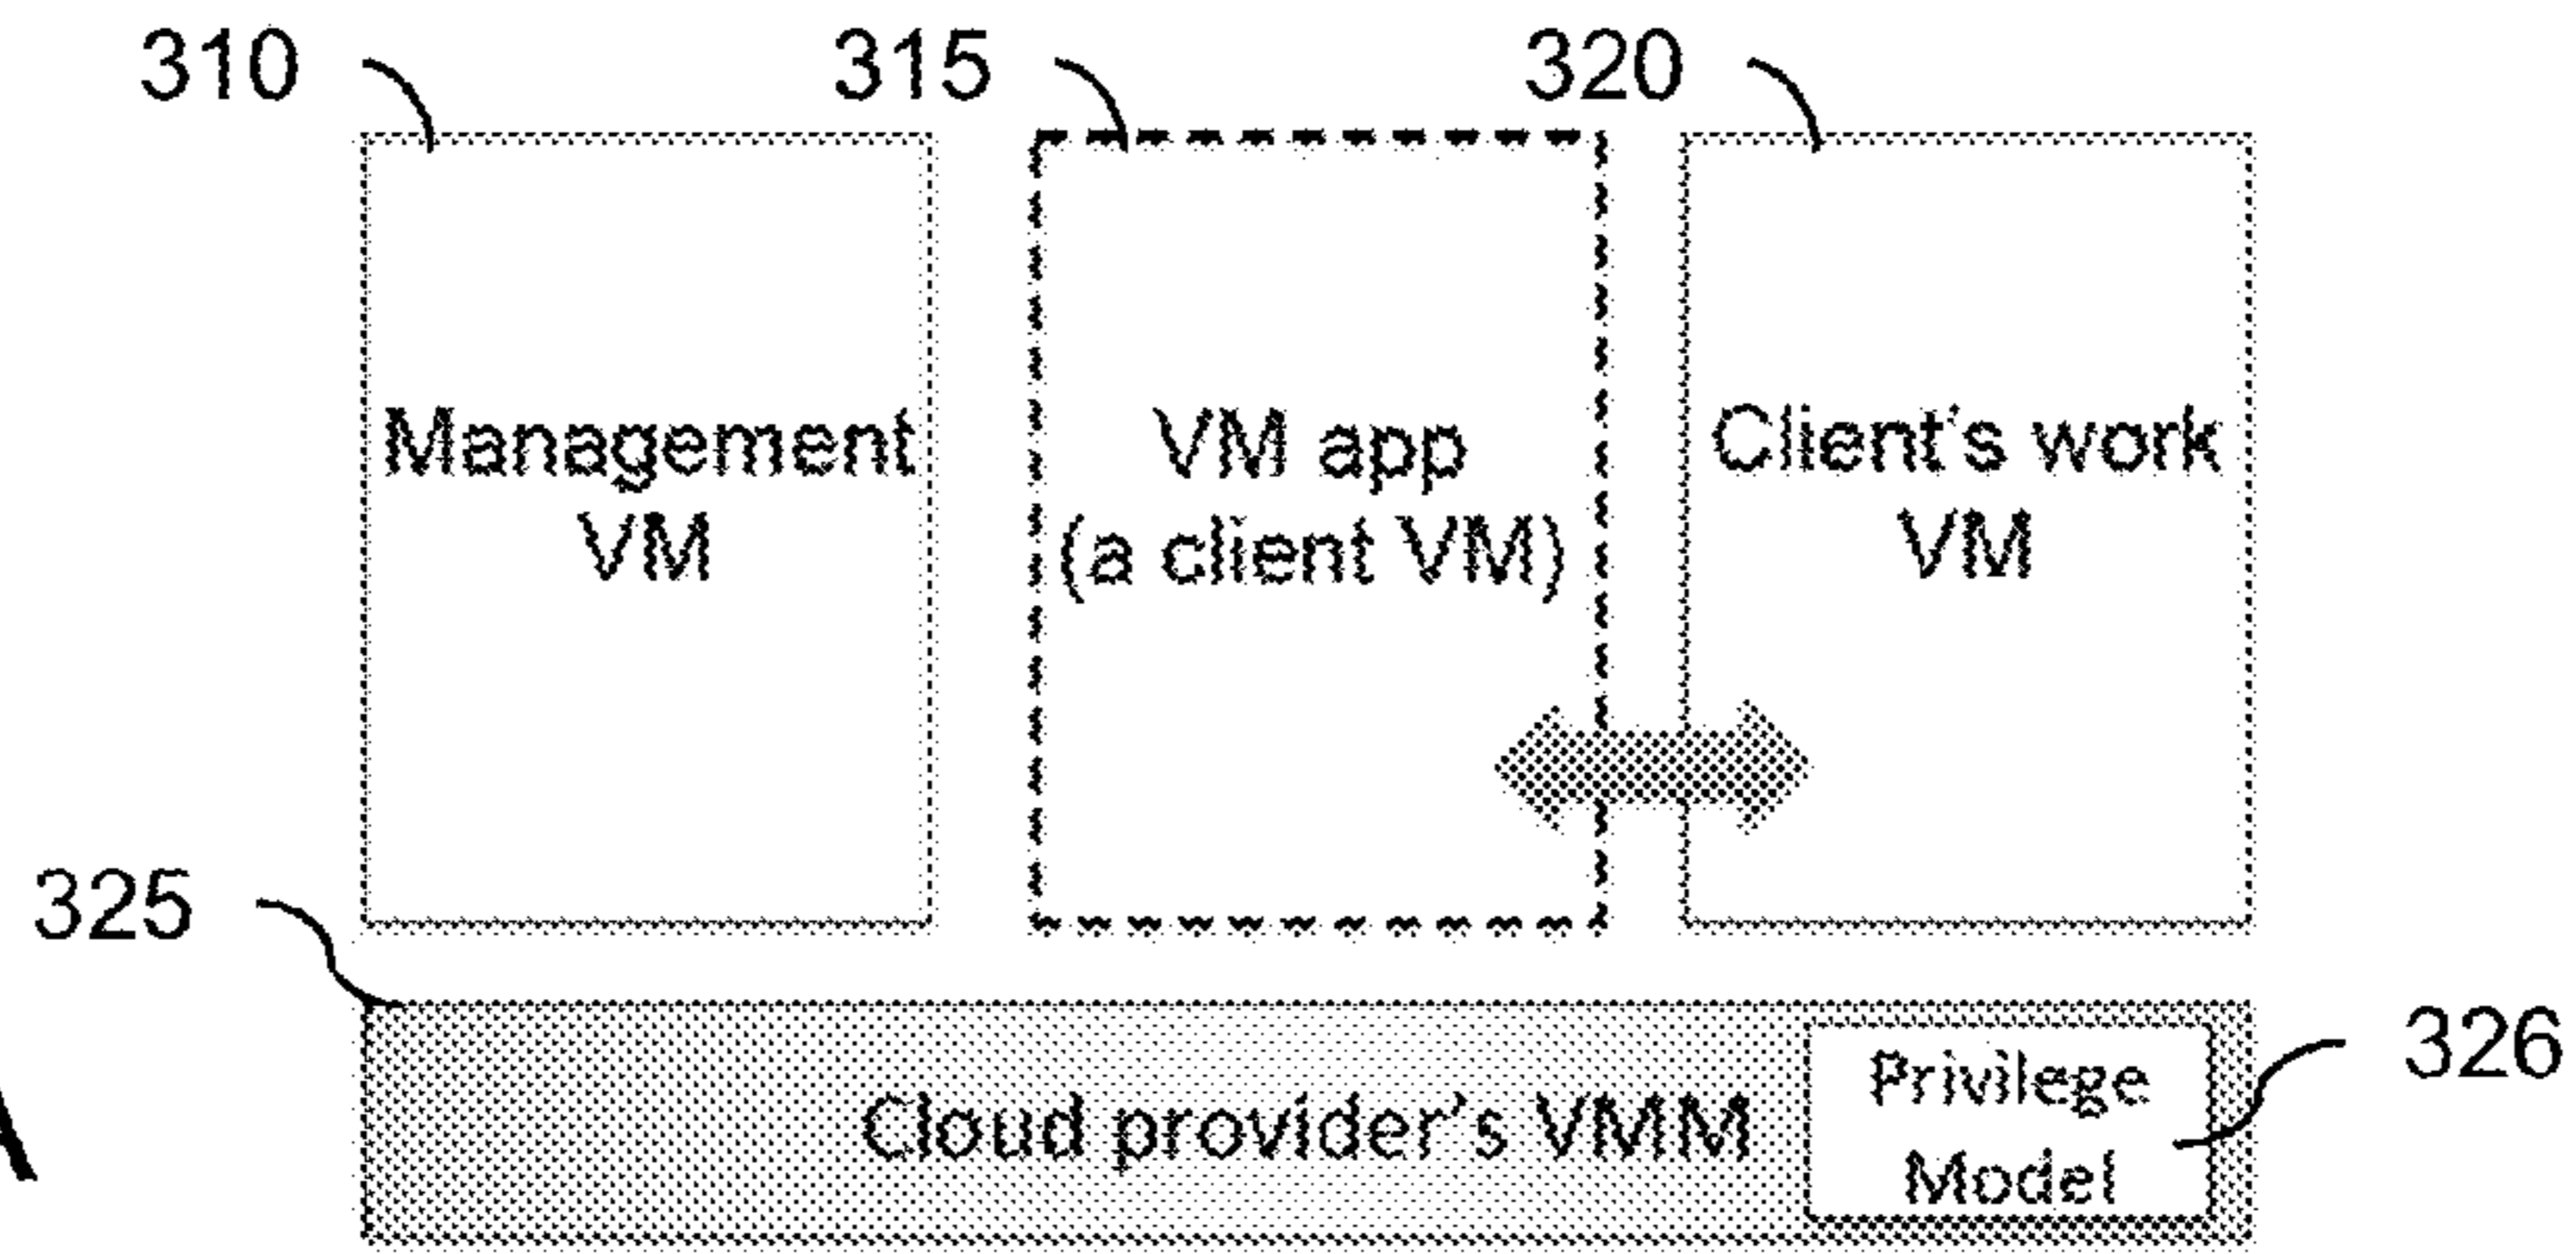 310
315
320
Management
VM
VM app
(a client VM)
Client's work
VM
325
Cloud provider's VMM
Privilege
Model
326